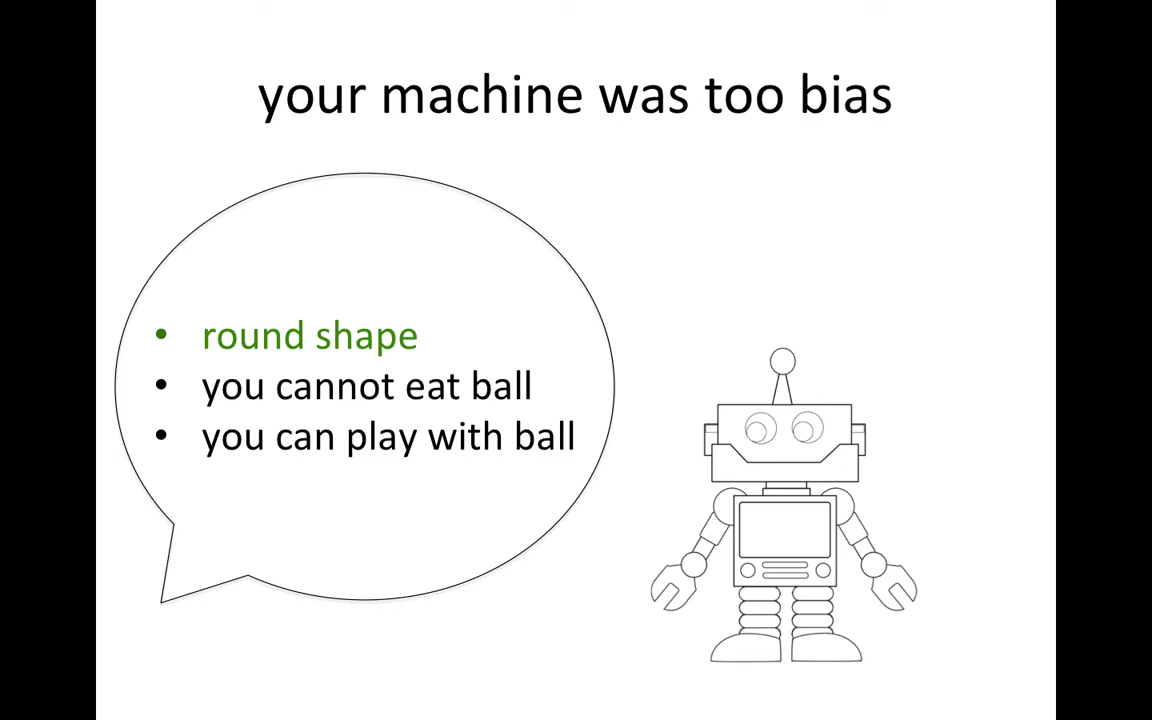 your machine was too bias
• round shape
• you cannot eat ball
• you can play with ball